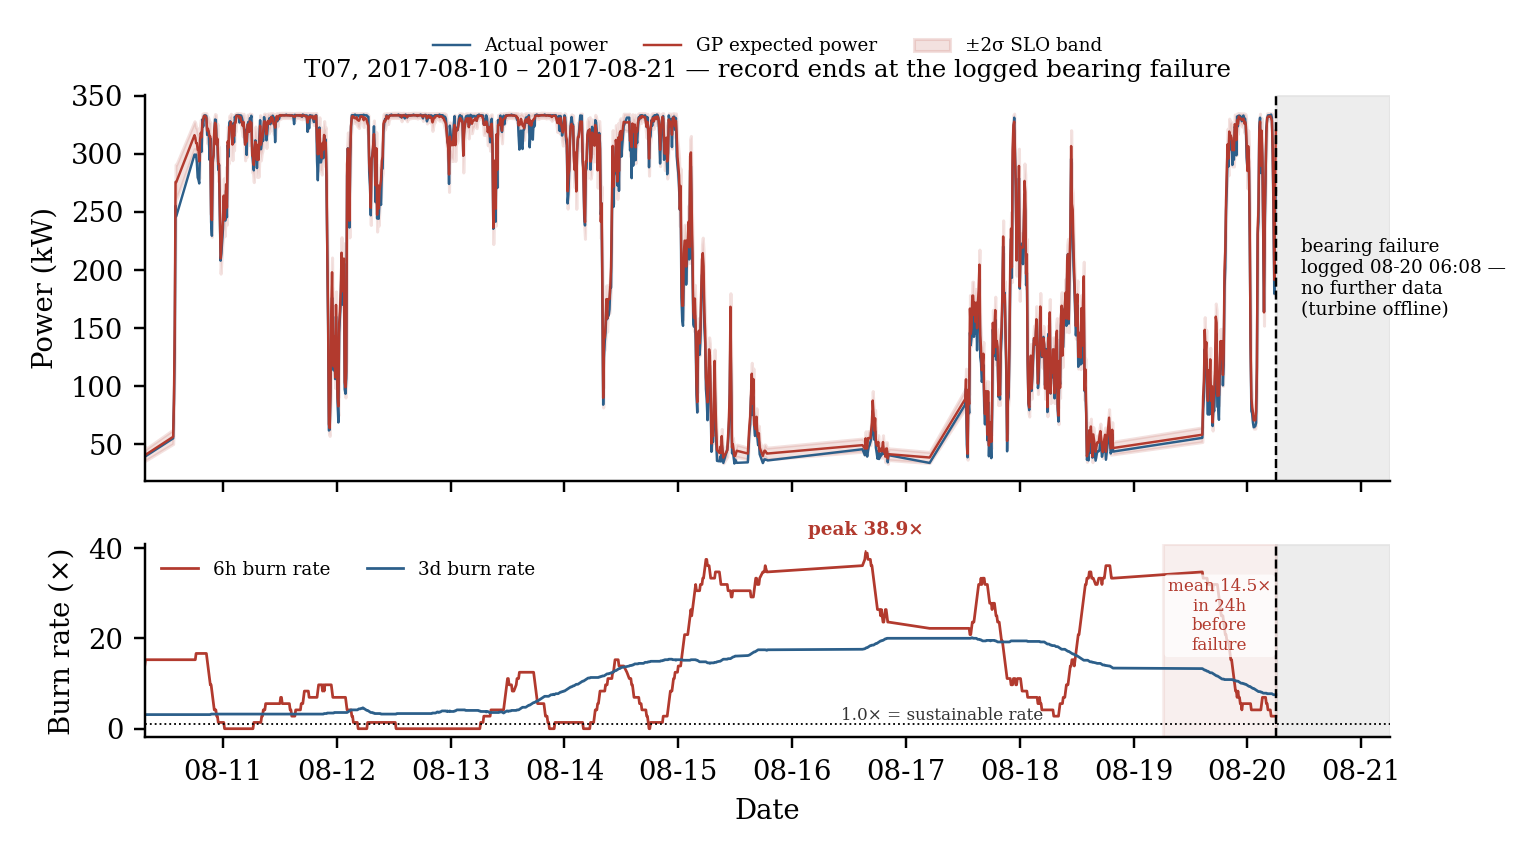 Actual power GP expected power ±2σ SLO band
T07, 2017-08-10 – 2017-08-21 — record ends at the logged bearing failure
Power (kW)
350
300
250
200
150
100
50
bearing failure
logged 08-20 06:08 —
no further data
(turbine offline)
peak 38.9×
Burn rate (×)
40
20
0
6h burn rate 3d burn rate
mean 14.5×
in 24h
before
failure
1.0× = sustainable rate
08-11 08-12 08-13 08-14 08-15 08-16 08-17 08-18 08-19 08-20 08-21
Date